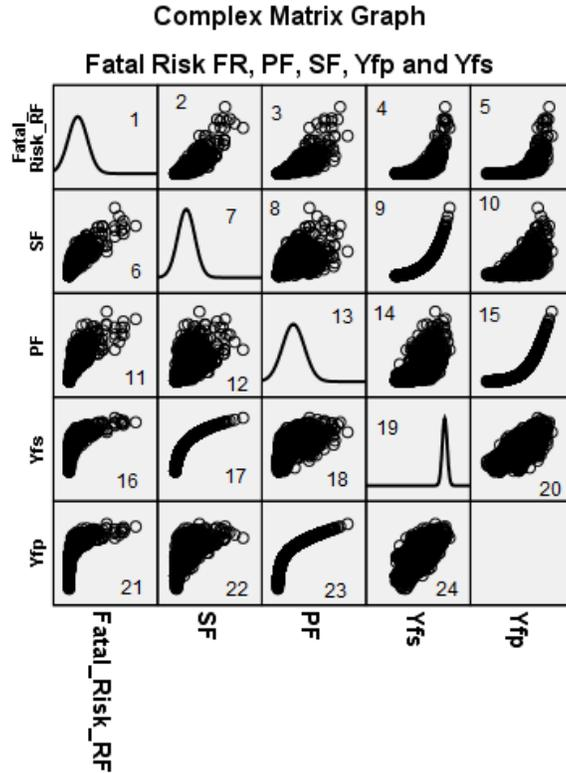 Complex Matrix Graph
Fatal Risk FR, PF, SF, Yfp and Yfs
Fatal_
Risk_RF
1
2
3
4
5
SF
6
7
8
9
10
PF
11
12
13
14
15
Yfs
16
17
18
19
20
Yfp
21
22
23
24
Fatal_Risk_RF
SF
PF
Yfs
Yfp